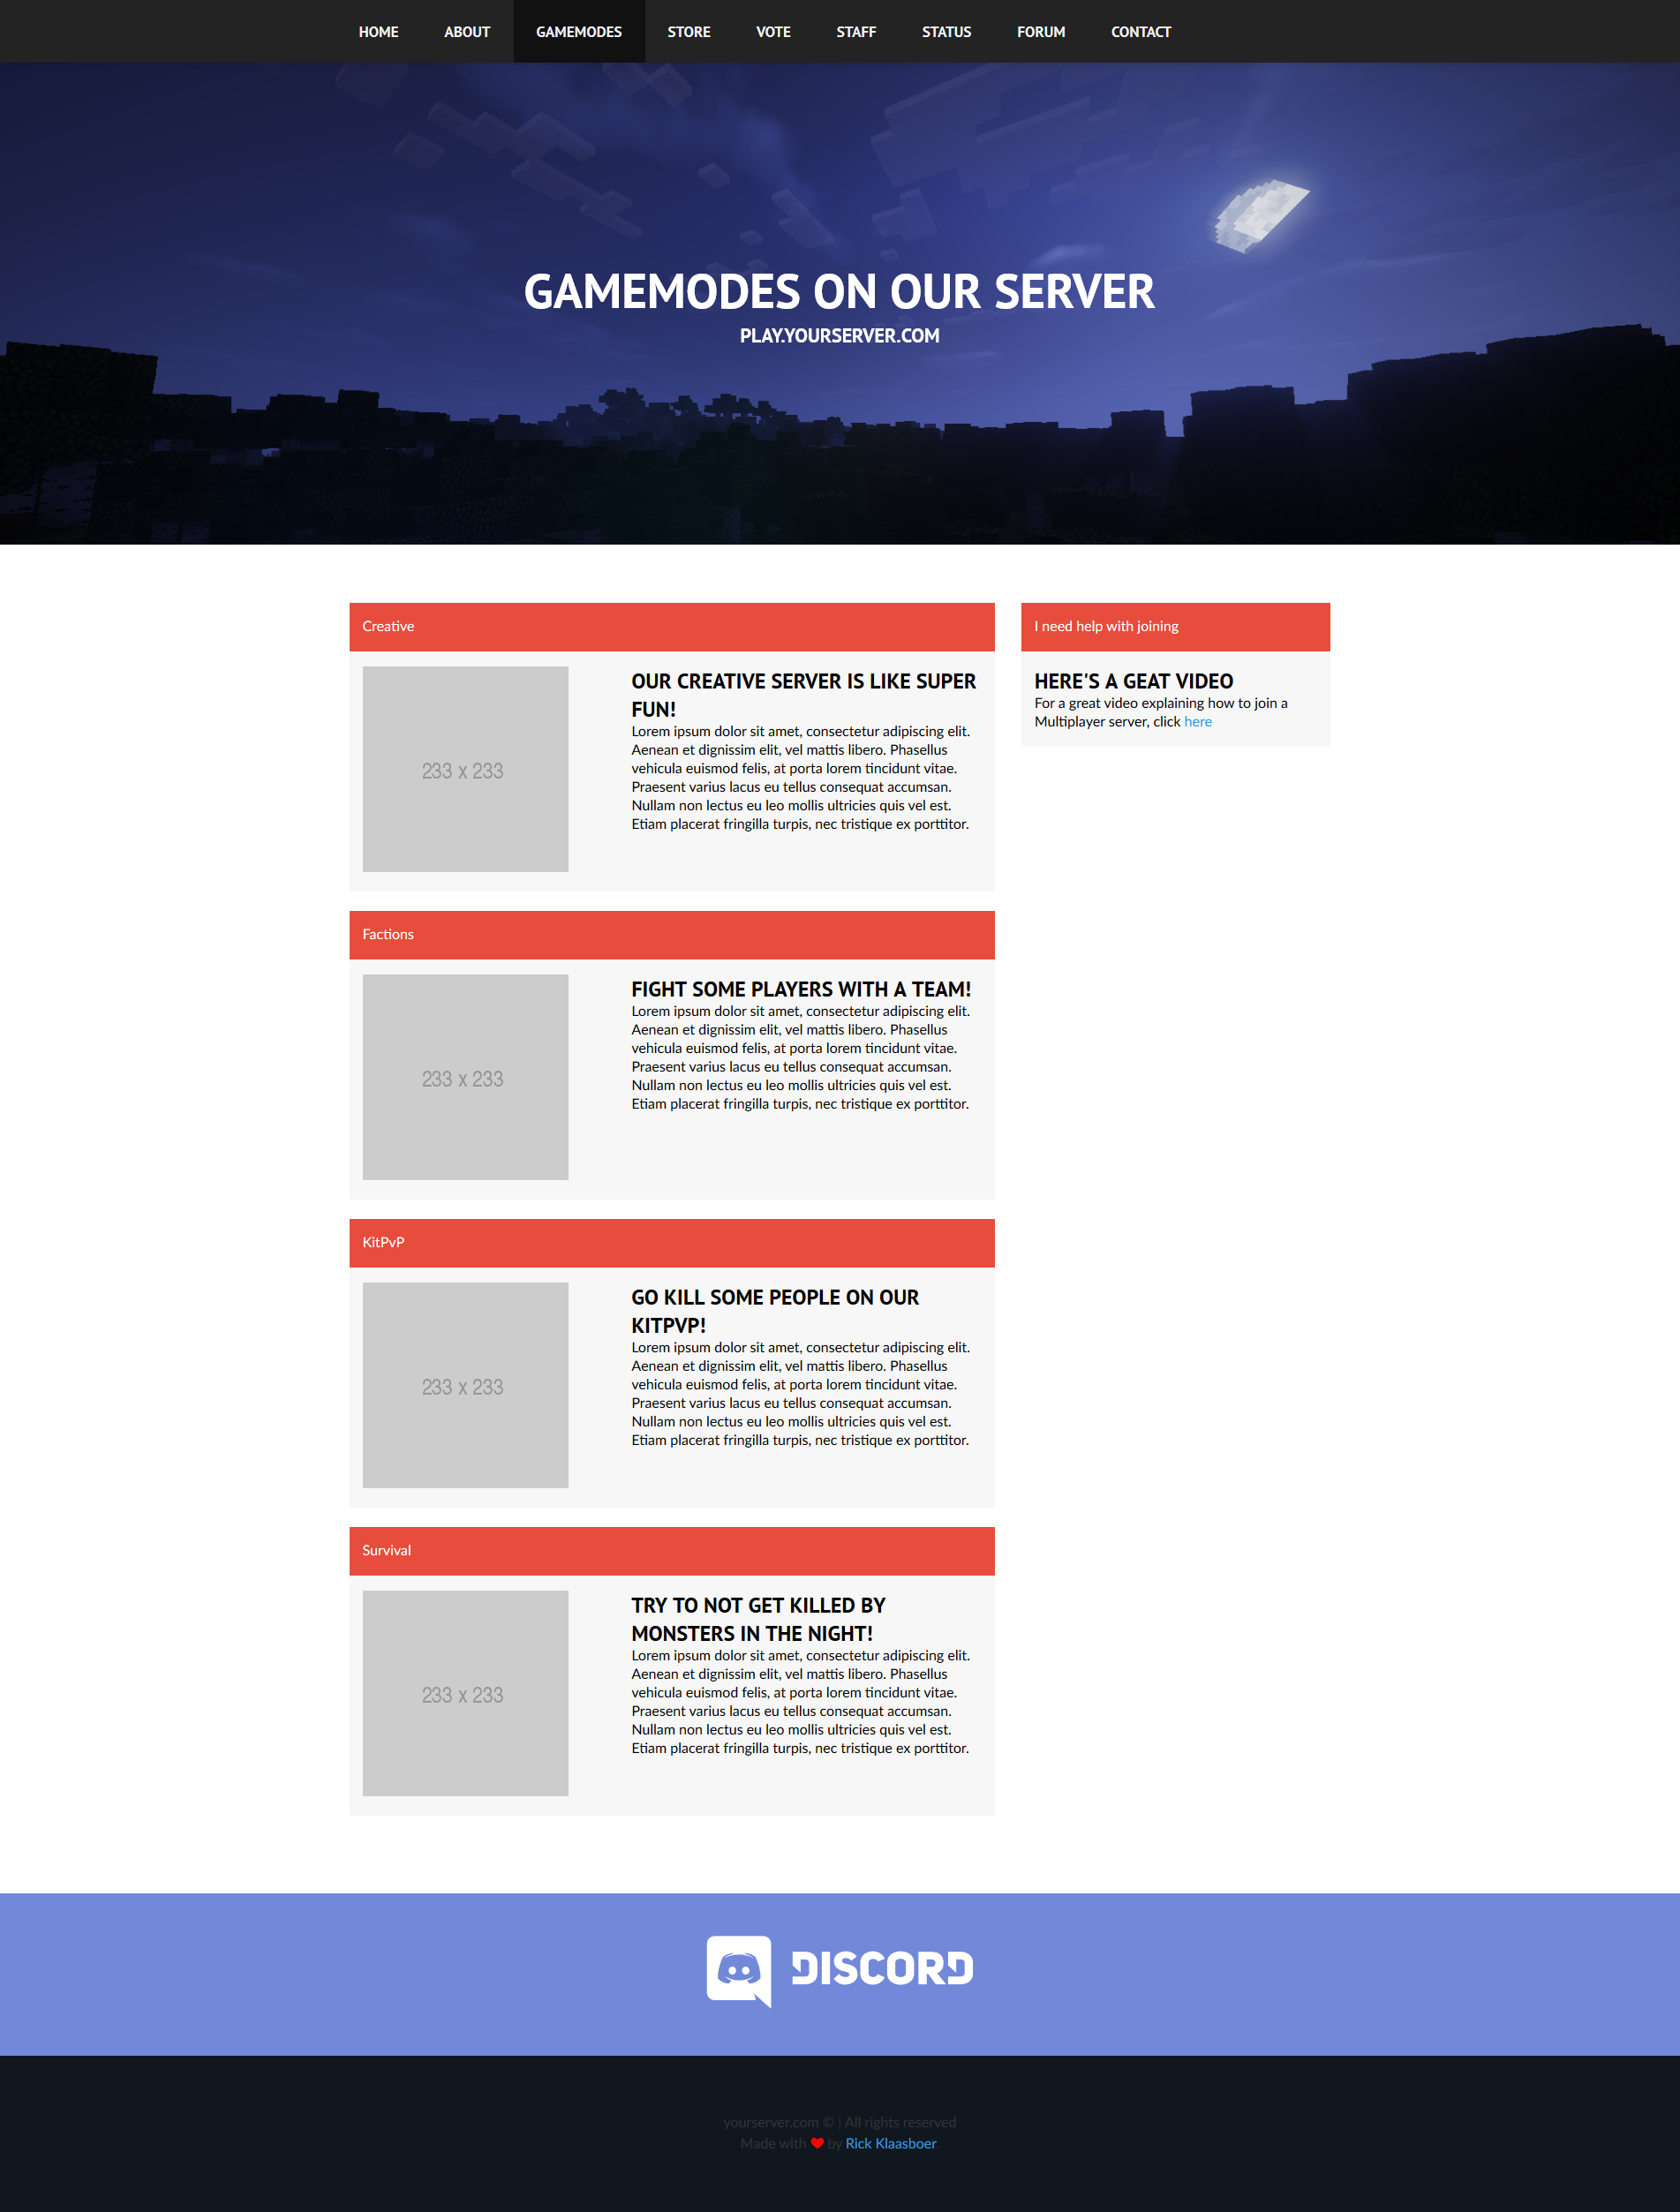 HOME ABOUT GAMEMODES STORE VOTE STAFF STATUS FORUM CONTACT
GAMEMODES ON OUR SERVER
PLAY.YOURSERVER.COM
Creative
233 x 233
OUR CREATIVE SERVER IS LIKE SUPER
FUN!
Lorem ipsum dolor sit amet, consectetur adipiscing elit.
Aenean et dignissim elit, vel mattis libero. Phasellus
vehicula euismod felis, at porta lorem tincidunt vitae.
Praesent varius lacus eu tellus consequat accumsan.
Nullam non lectus eu leo mollis ultricies quis vel est.
Etiam placerat fringilla turpis, nec tristique ex porttitor.
Factions
233 x 233
FIGHT SOME PLAYERS WITH A TEAM!
Lorem ipsum dolor sit amet, consectetur adipiscing elit.
Aenean et dignissim elit, vel mattis libero. Phasellus
vehicula euismod felis, at porta lorem tincidunt vitae.
Praesent varius lacus eu tellus consequat accumsan.
Nullam non lectus eu leo mollis ultricies quis vel est.
Etiam placerat fringilla turpis, nec tristique ex porttitor.
KitPvP
233 x 233
GO KILL SOME PEOPLE ON OUR
KITPVP!
Lorem ipsum dolor sit amet, consectetur adipiscing elit.
Aenean et dignissim elit, vel mattis libero. Phasellus
vehicula euismod felis, at porta lorem tincidunt vitae.
Praesent varius lacus eu tellus consequat accumsan.
Nullam non lectus eu leo mollis ultricies quis vel est.
Etiam placerat fringilla turpis, nec tristique ex porttitor.
Survival
233 x 233
TRY TO NOT GET KILLED BY
MONSTERS IN THE NIGHT!
Lorem ipsum dolor sit amet, consectetur adipiscing elit.
Aenean et dignissim elit, vel mattis libero. Phasellus
vehicula euismod felis, at porta lorem tincidunt vitae.
Praesent varius lacus eu tellus consequat accumsan.
Nullam non lectus eu leo mollis ultricies quis vel est.
Etiam placerat fringilla turpis, nec tristique ex porttitor.
I need help with joining
HERE'S A GEAT VIDEO
For a great video explaining how to join a
Multiplayer server, click here
DISCORD
yourserver.com © | All rights reserved
Made with ♥ by Rick Klaasboer.